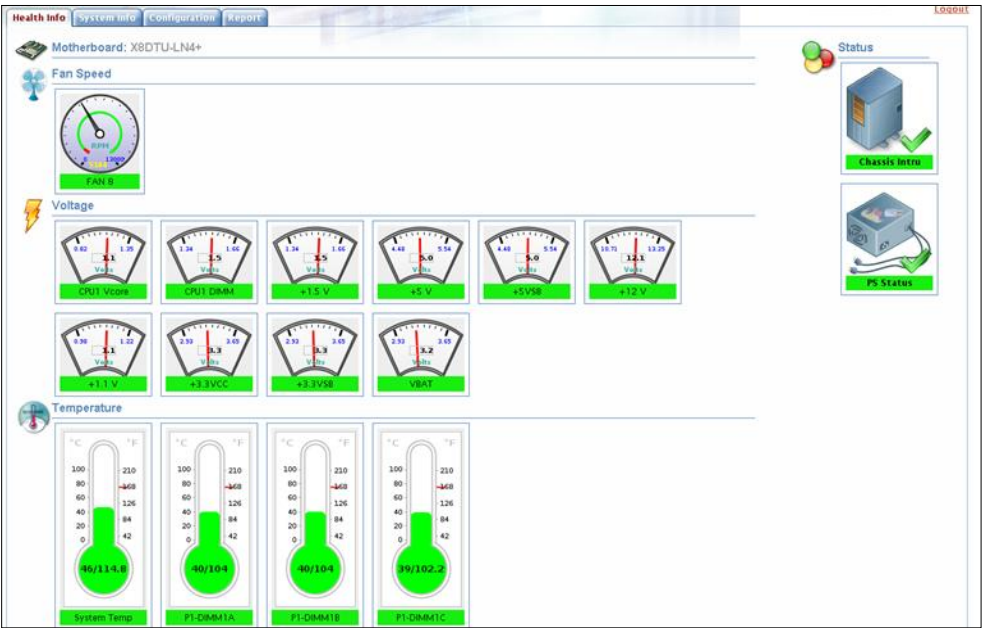 Health Info System Info Configuration Report
Logout
Motherboard: X8DTU-LN4+
Fan Speed
RPM
0 13000
FAN 8
Voltage
0.82 1.35
1.1
Volts
CPU1 Vcore
1.34 1.66
1.5
Volts
CPU1 DIMM
1.34 1.66
1.5
Volts
+1.5 V
4.48 5.54
5.0
Volts
+5 V
4.48 5.54
5.0
Volts
+5VSB
10.71 13.25
12.1
Volts
+12 V
0.98 1.22
1.1
Volts
+1.1 V
2.93 3.65
3.3
Volts
+3.3VCC
2.93 3.65
3.3
Volts
+3.3VSB
2.93 3.65
3.2
Volts
VBAT
Temperature
°C °F
100 210
80 168
60 126
40 84
20 42
0
46/114.8
System Temp
°C °F
100 210
80 168
60 126
40 84
20 42
0
40/104
P1-DIMM1A
°C °F
100 210
80 168
60 126
40 84
20 42
0
40/104
P1-DIMM1B
°C °F
100 210
80 168
60 126
40 84
20 42
0
39/102.2
P1-DIMM1C
Status
Chassis Intru
PS Status